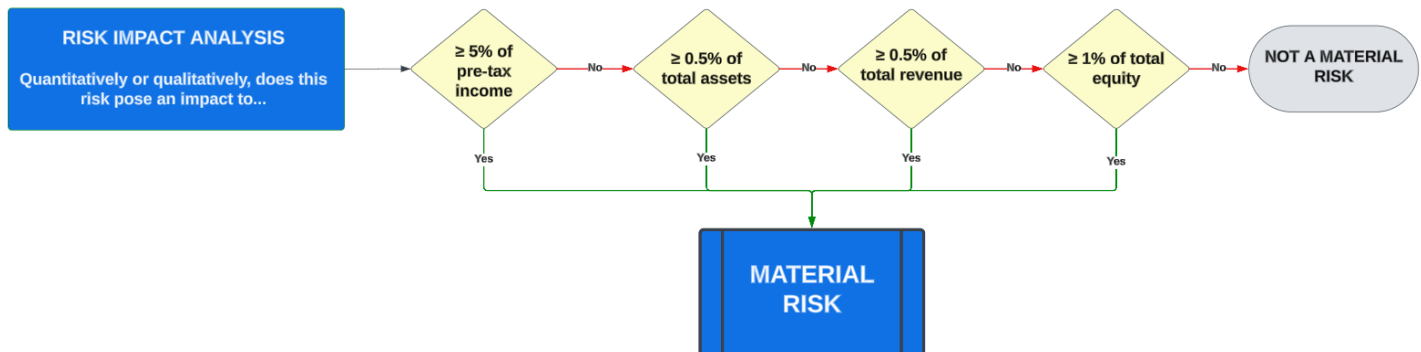 RISK IMPACT ANALYSIS
Quantitatively or qualitatively, does this
risk pose an impact to...
≥ 5% of
pre-tax
income
No
≥ 0.5% of
total assets
No
≥ 0.5% of
total revenue
No
≥ 1% of total
equity
No
NOT A MATERIAL
RISK
Yes
Yes
Yes
Yes
MATERIAL
RISK